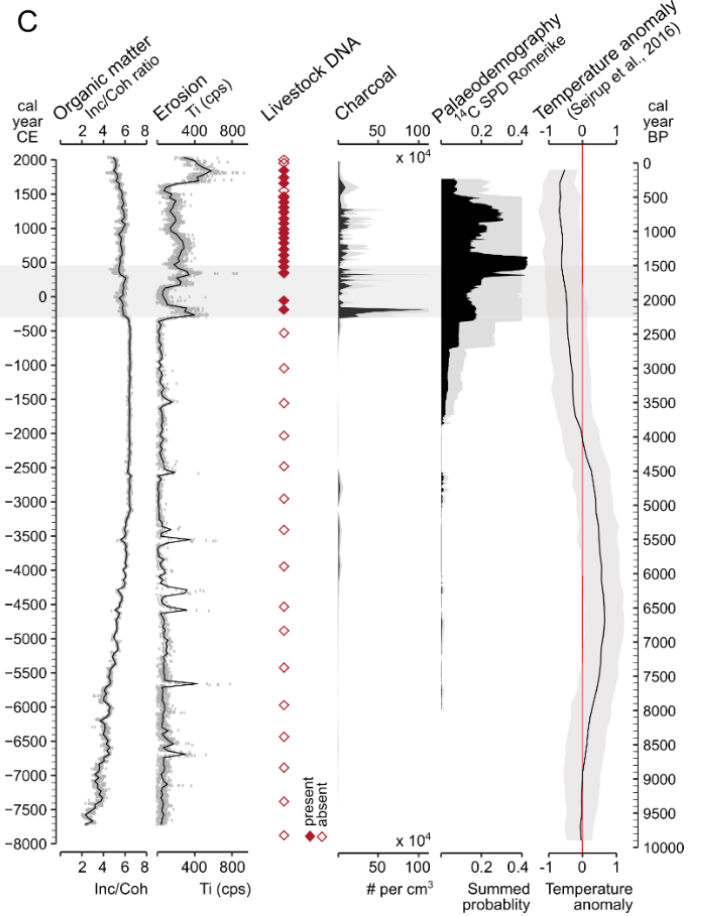 C
Organic matter
Inc/Coh ratio
Erosion
Ti (cps)
Livestock DNA
Charcoal
Palaeodemography
14C SPD Romerike
Temperature anomaly
(Sejrup et al., 2016)
cal
year
CE
2 4 6 8
400 800
50 100
x 10⁴
0.2 0.4
-1 0 1
cal
year
BP
2000
1500
1000
500
0
−500
−1000
−1500
−2000
−2500
−3000
−3500
−4000
−4500
−5000
−5500
−6000
−6500
−7000
−7500
−8000
0
500
1000
1500
2000
2500
3000
3500
4000
4500
5000
5500
6000
6500
7000
7500
8000
8500
9000
9500
10000
present
absent
x 10⁴
2 4 6 8
400 800
50 100
0.2 0.4
-1 0 1
Inc/Coh
Ti (cps)
# per cm³
Summed
probablity
Temperature
anomaly